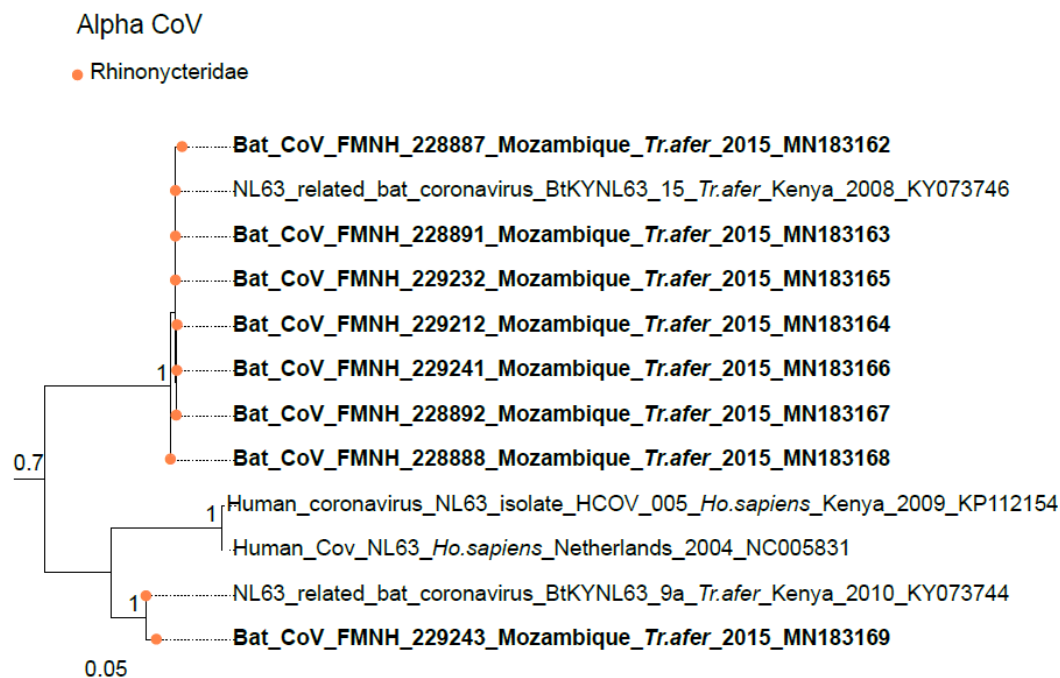 Alpha CoV
Rhinonycteridae
Bat_CoV_FMNH_228887_Mozambique_Tr.afer_2015_MN183162
NL63_related_bat_coronavirus_BtKYNL63_15_Tr.afer_Kenya_2008_KY073746
Bat_CoV_FMNH_228891_Mozambique_Tr.afer_2015_MN183163
Bat_CoV_FMNH_229232_Mozambique_Tr.afer_2015_MN183165
Bat_CoV_FMNH_229212_Mozambique_Tr.afer_2015_MN183164
Bat_CoV_FMNH_229241_Mozambique_Tr.afer_2015_MN183166
1
Bat_CoV_FMNH_228892_Mozambique_Tr.afer_2015_MN183167
Bat_CoV_FMNH_228888_Mozambique_Tr.afer_2015_MN183168
0.7
Human_coronavirus_NL63_isolate_HCOV_005_Ho.sapiens_Kenya_2009_KP112154
1
Human_Cov_NL63_Ho.sapiens_Netherlands_2004_NC005831
NL63_related_bat_coronavirus_BtKYNL63_9a_Tr.afer_Kenya_2010_KY073744
1
Bat_CoV_FMNH_229243_Mozambique_Tr.afer_2015_MN183169
0.05